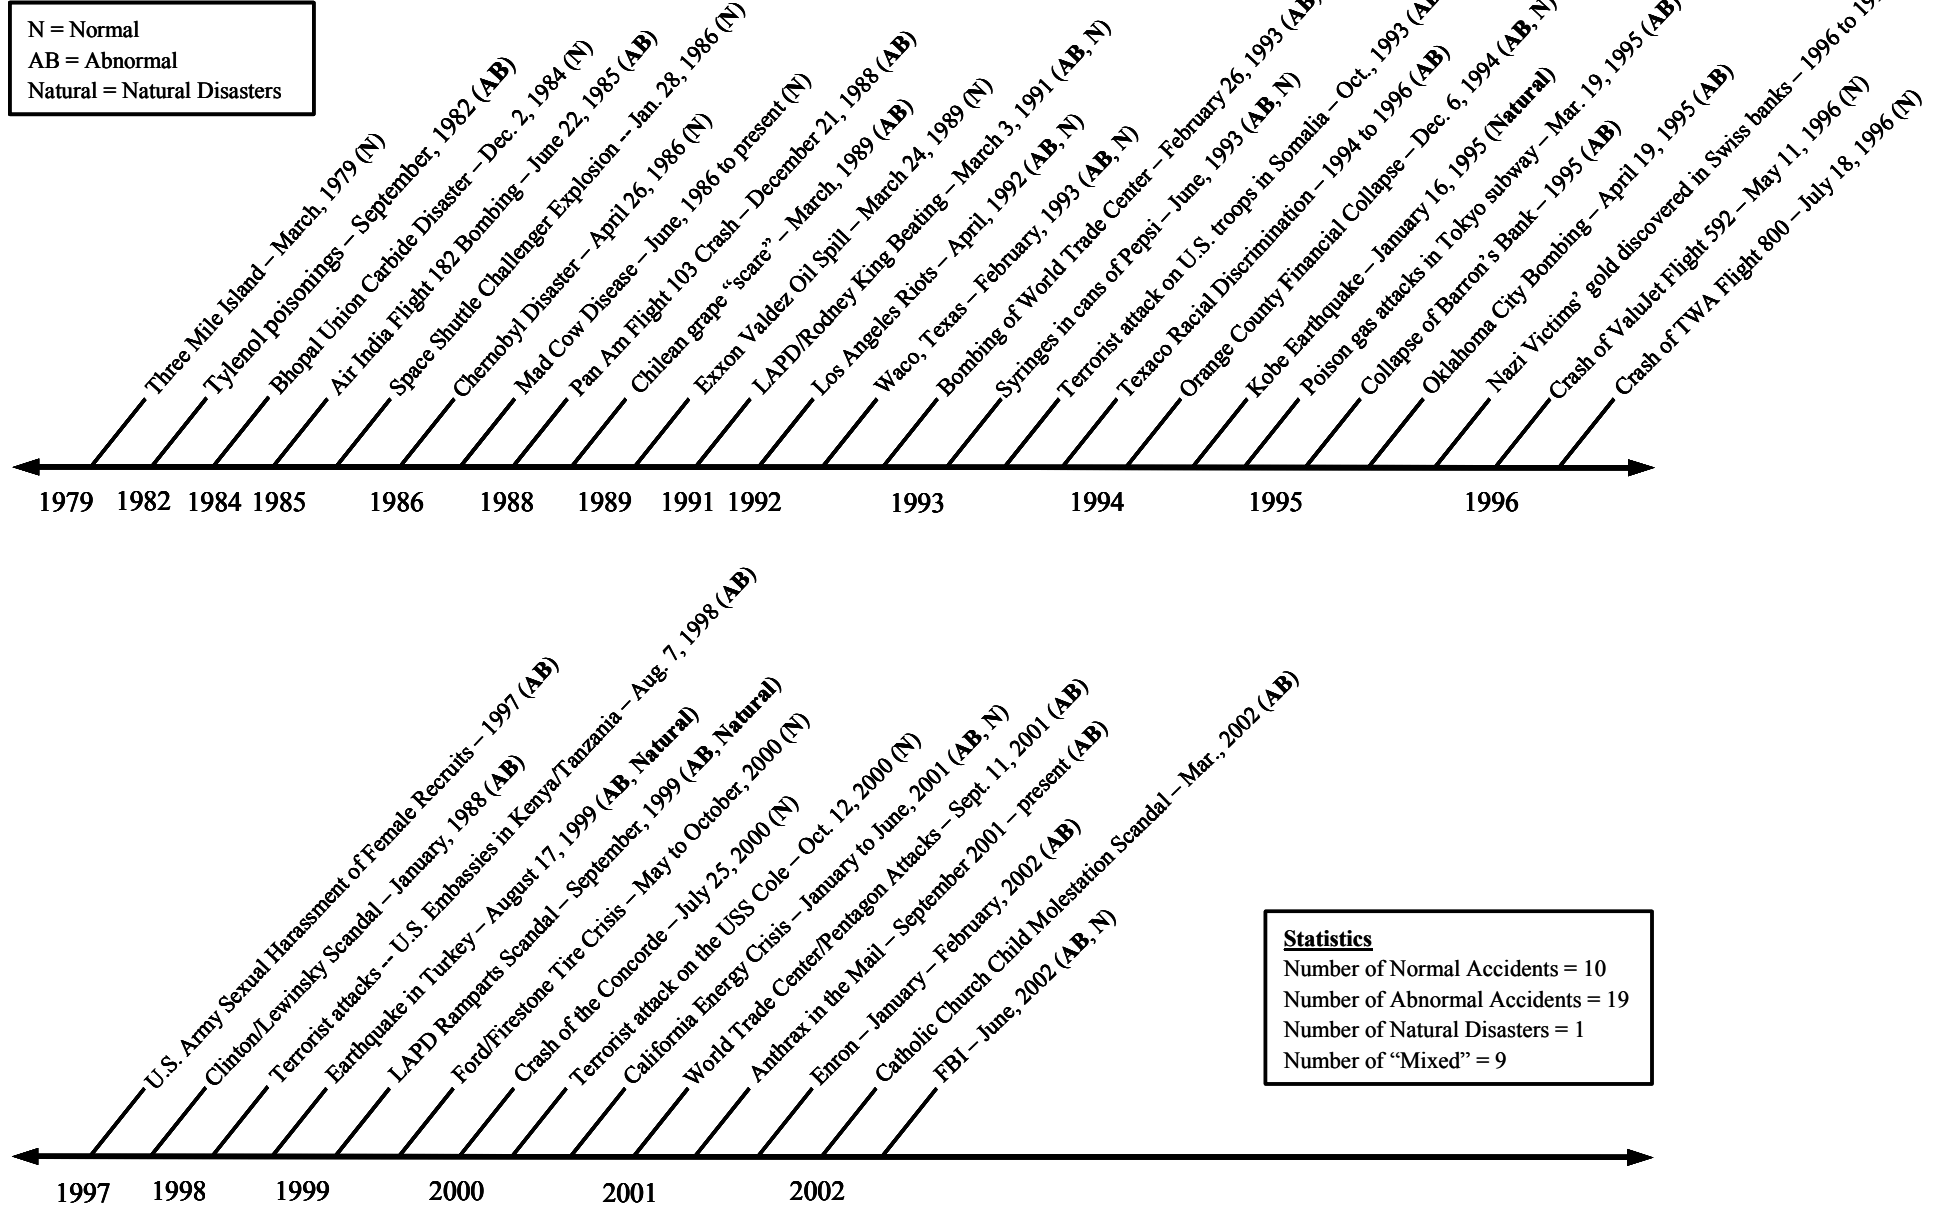 N = Normal
AB = Abnormal
Natural = Natural Disasters
Three Mile Island – March, 1979 (N)
Tylenol poisonings – September, 1982 (AB)
Bhopal Union Carbide Disaster – Dec. 2, 1984 (N)
Air India Flight 182 Bombing – June 22, 1985 (AB)
Space Shuttle Challenger Explosion -- Jan. 28, 1986 (N)
Chernobyl Disaster – April 26, 1986 (N)
Mad Cow Disease – June, 1986 to present (N)
Pan Am Flight 103 Crash – December 21, 1988 (AB)
Chilean grape “scare” – March, 1989 (AB)
Exxon Valdez Oil Spill – March 24, 1989 (N)
LAPD/Rodney King Beating – March 3, 1991 (AB, N)
Los Angeles Riots – April, 1992 (AB, N)
Waco, Texas – February, 1993 (AB, N)
Bombing of World Trade Center – February 26, 1993 (AB)
Syringes in cans of Pepsi – June, 1993 (AB, N)
Terrorist attack on U.S. troops in Somalia – Oct., 1993 (AB
Texaco Racial Discrimination – 1994 to 1996 (AB)
Orange County Financial Collapse – Dec. 6, 1994 (AB, N)
Kobe Earthquake – January 16, 1995 (Natural)
Poison gas attacks in Tokyo subway – Mar. 19, 1995 (AB)
Collapse of Barron’s Bank – 1995 (AB)
Oklahoma City Bombing – April 19, 1995 (AB)
Nazi Victims’ gold discovered in Swiss banks – 1996 to
Crash of ValuJet Flight 592 – May 11, 1996 (N)
Crash of TWA Flight 800 – July 18, 1996 (N)
1979 1982 1984 1985 1986 1988 1989 1991 1992 1993 1994 1995 1996
U.S. Army Sexual Harassment of Female Recruits – 1997 (AB)
Clinton/Lewinsky Scandal – January, 1988 (AB)
Terrorist attacks -- U.S. Embassies in Kenya/Tanzania – Aug. 7, 1998 (AB)
Earthquake in Turkey – August 17, 1999 (AB, Natural)
LAPD Ramparts Scandal – September, 1999 (AB, Natural)
Ford/Firestone Tire Crisis – May to October, 2000 (N)
Crash of the Concorde – July 25, 2000 (N)
Terrorist attack on the USS Cole – Oct. 12, 2000 (N)
California Energy Crisis – January to June, 2001 (AB, N)
World Trade Center/Pentagon Attacks – Sept. 11, 2001 (AB)
Anthrax in the Mail – September 2001 – present (AB)
Enron – January – February, 2002 (AB)
Catholic Church Child Molestation Scandal – Mar., 2002 (AB)
FBI – June, 2002 (AB, N)
Statistics
Number of Normal Accidents = 10
Number of Abnormal Accidents = 19
Number of Natural Disasters = 1
Number of “Mixed” = 9
1997 1998 1999 2000 2001 2002